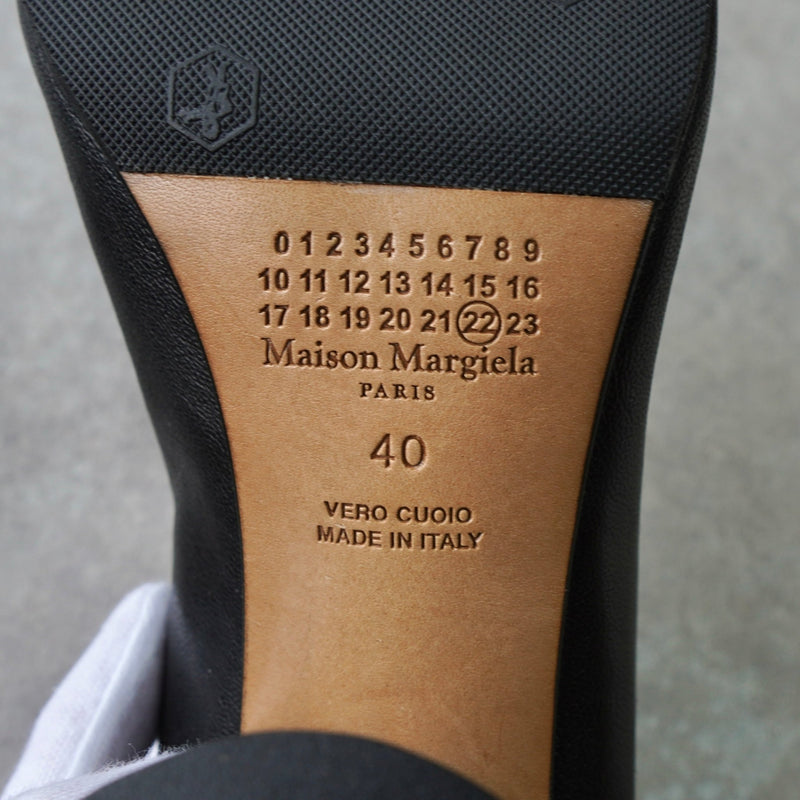 0 1 2 3 4 5 6 7 8 9
10 11 12 13 14 15 16
17 18 19 20 21 22 23
Maison Margiela
PARIS
40
VERO CUOIO
MADE IN ITALY